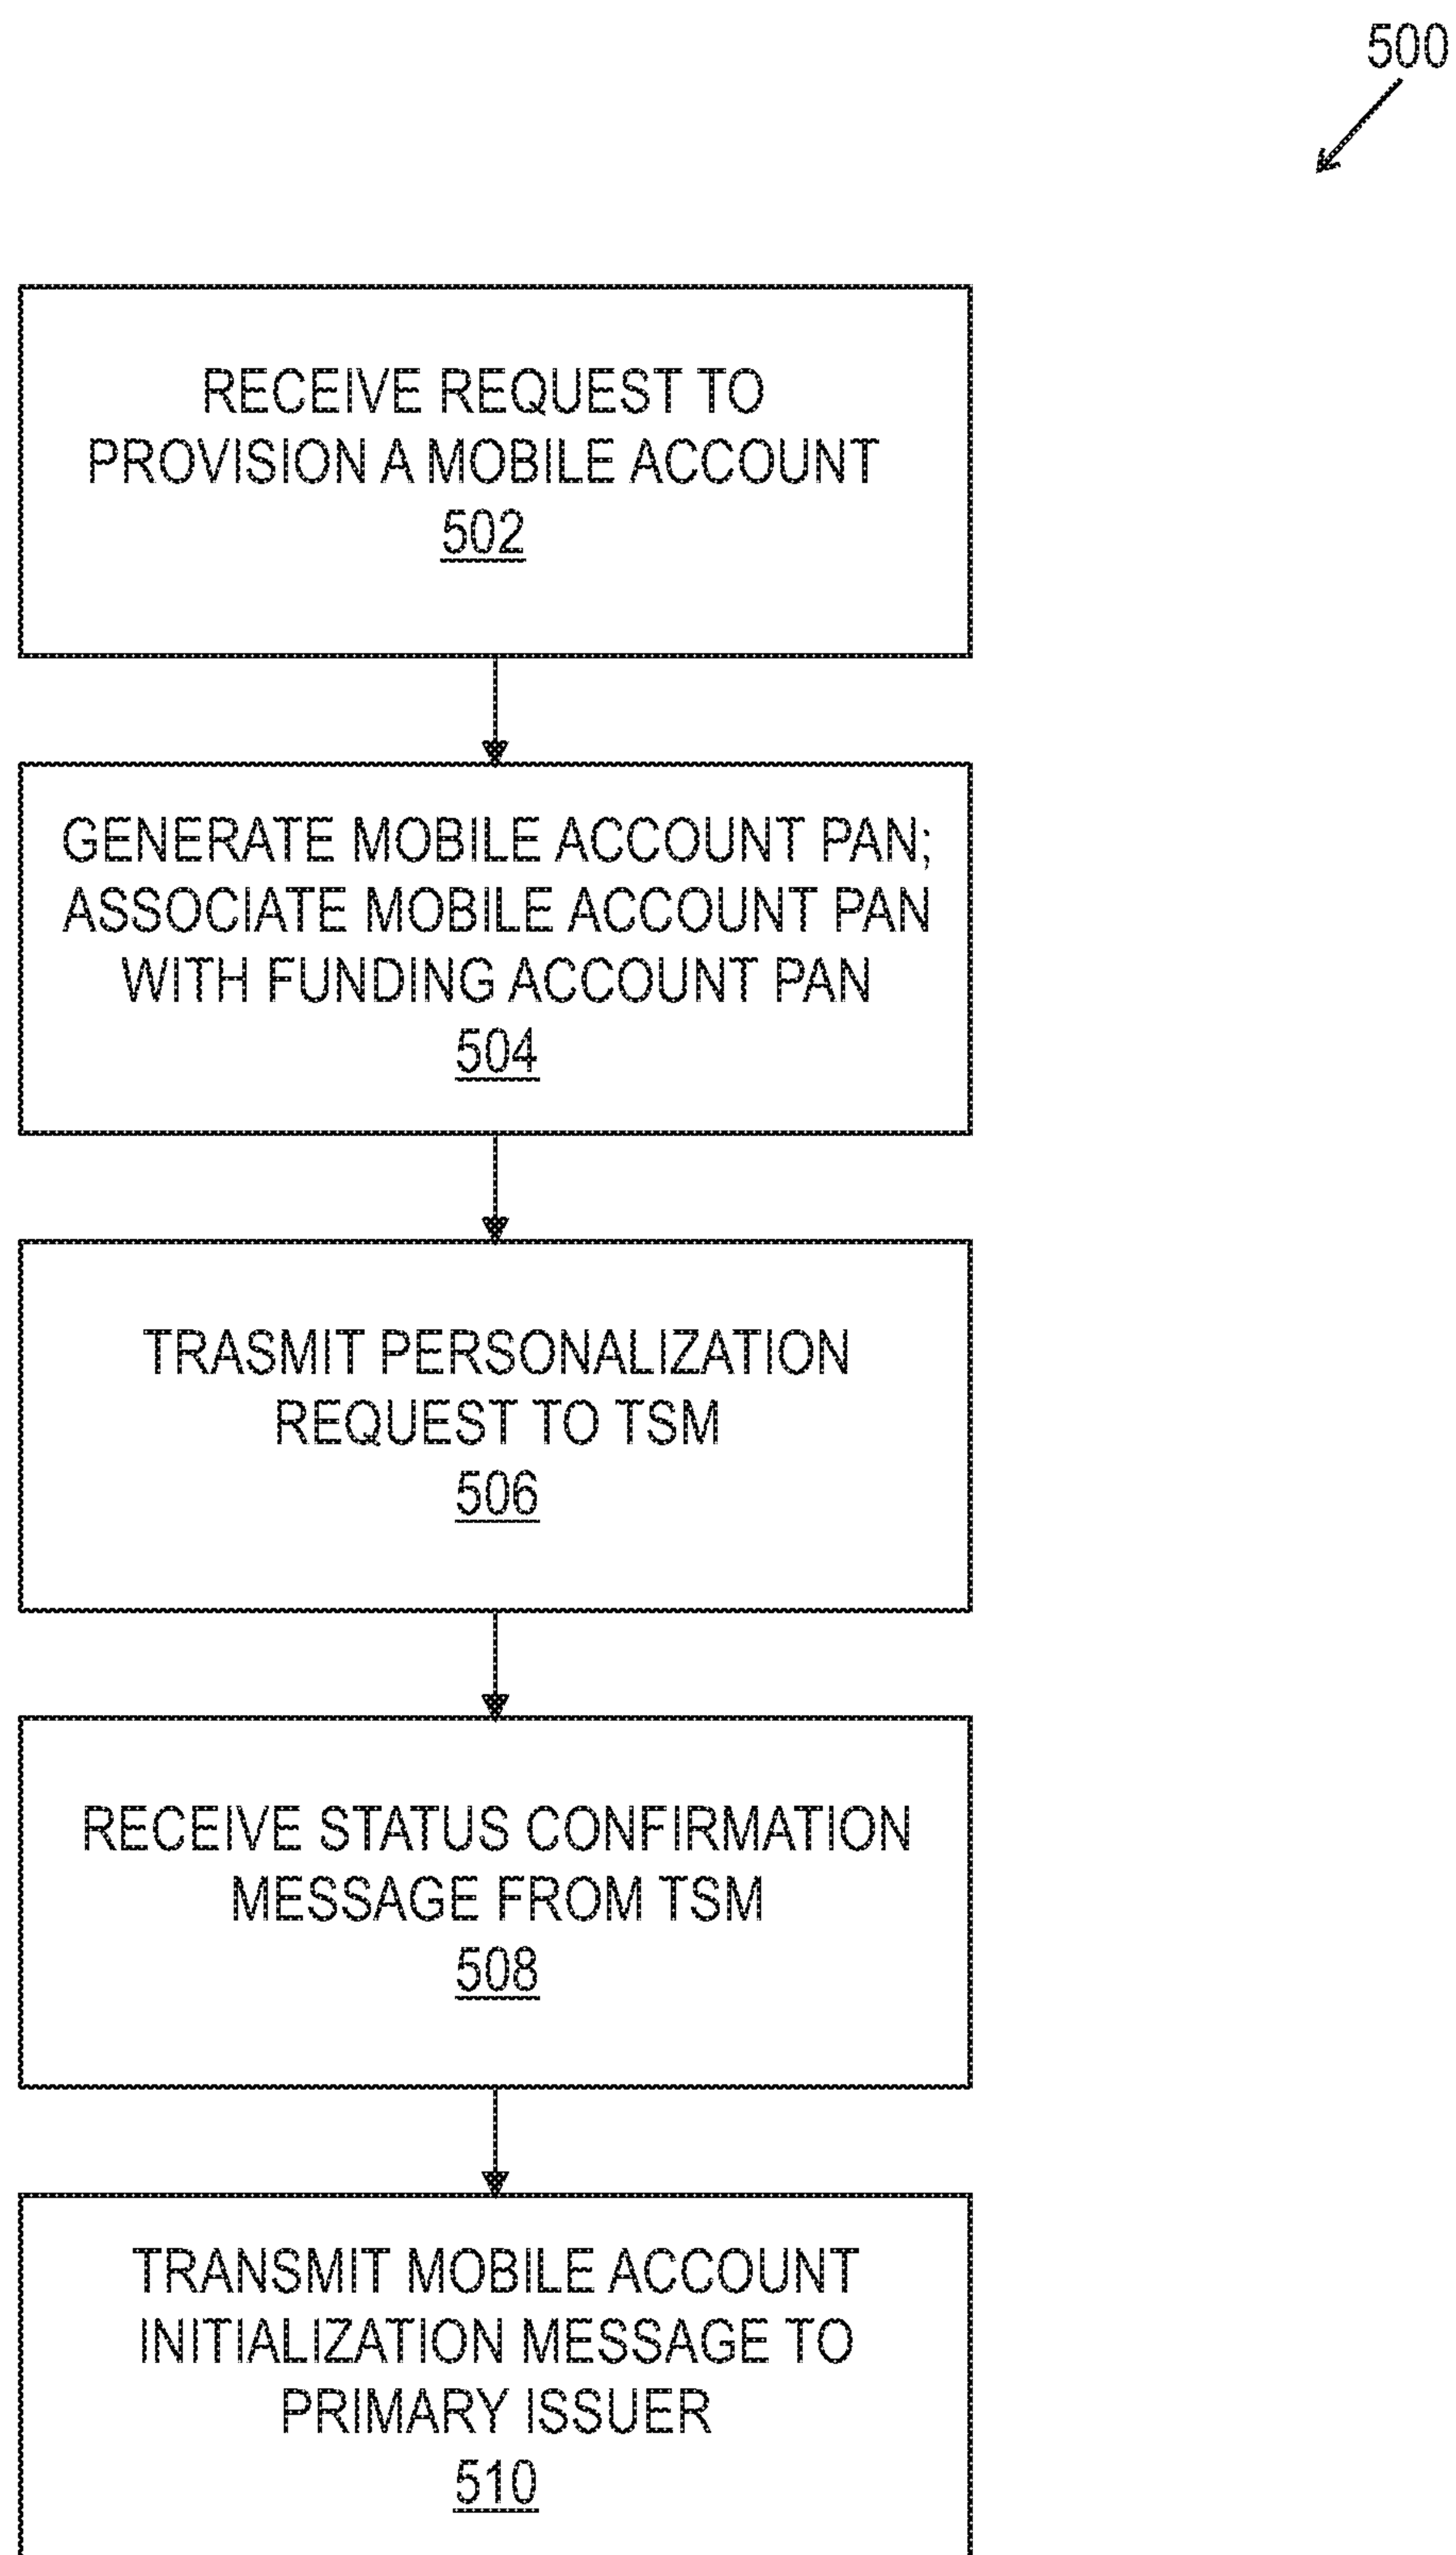 500
RECEIVE REQUEST TO
PROVISION A MOBILE ACCOUNT
502
GENERATE MOBILE ACCOUNT PAN;
ASSOCIATE MOBILE ACCOUNT PAN
WITH FUNDING ACCOUNT PAN
504
TRASMIT PERSONALIZATION
REQUEST TO TSM
506
RECEIVE STATUS CONFIRMATION
MESSAGE FROM TSM
508
TRANSMIT MOBILE ACCOUNT
INITIALIZATION MESSAGE TO
PRIMARY ISSUER
510